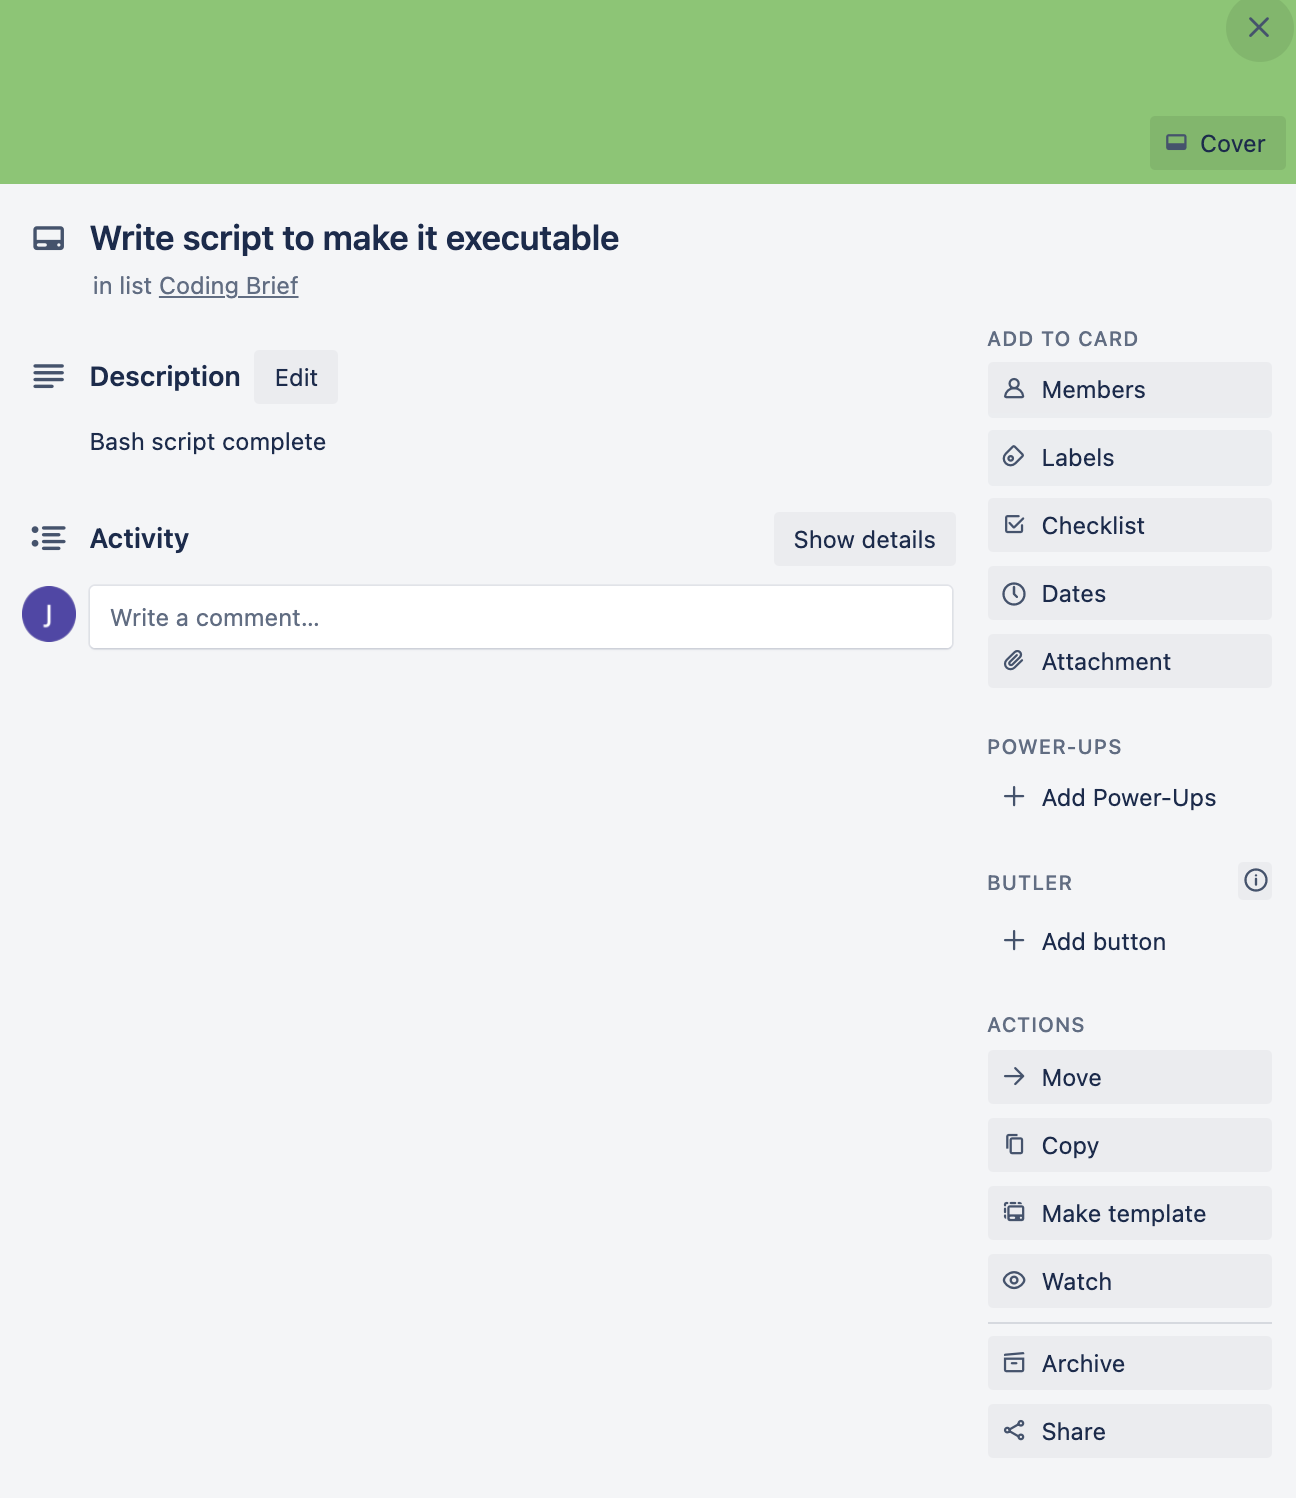 Cover
Write script to make it executable
in list Coding Brief
Description
Edit
Bash script complete
Activity
Show details
J
Write a comment...
ADD TO CARD
Members
Labels
Checklist
Dates
Attachment
POWER-UPS
Add Power-Ups
BUTLER
Add button
ACTIONS
Move
Copy
Make template
Watch
Archive
Share